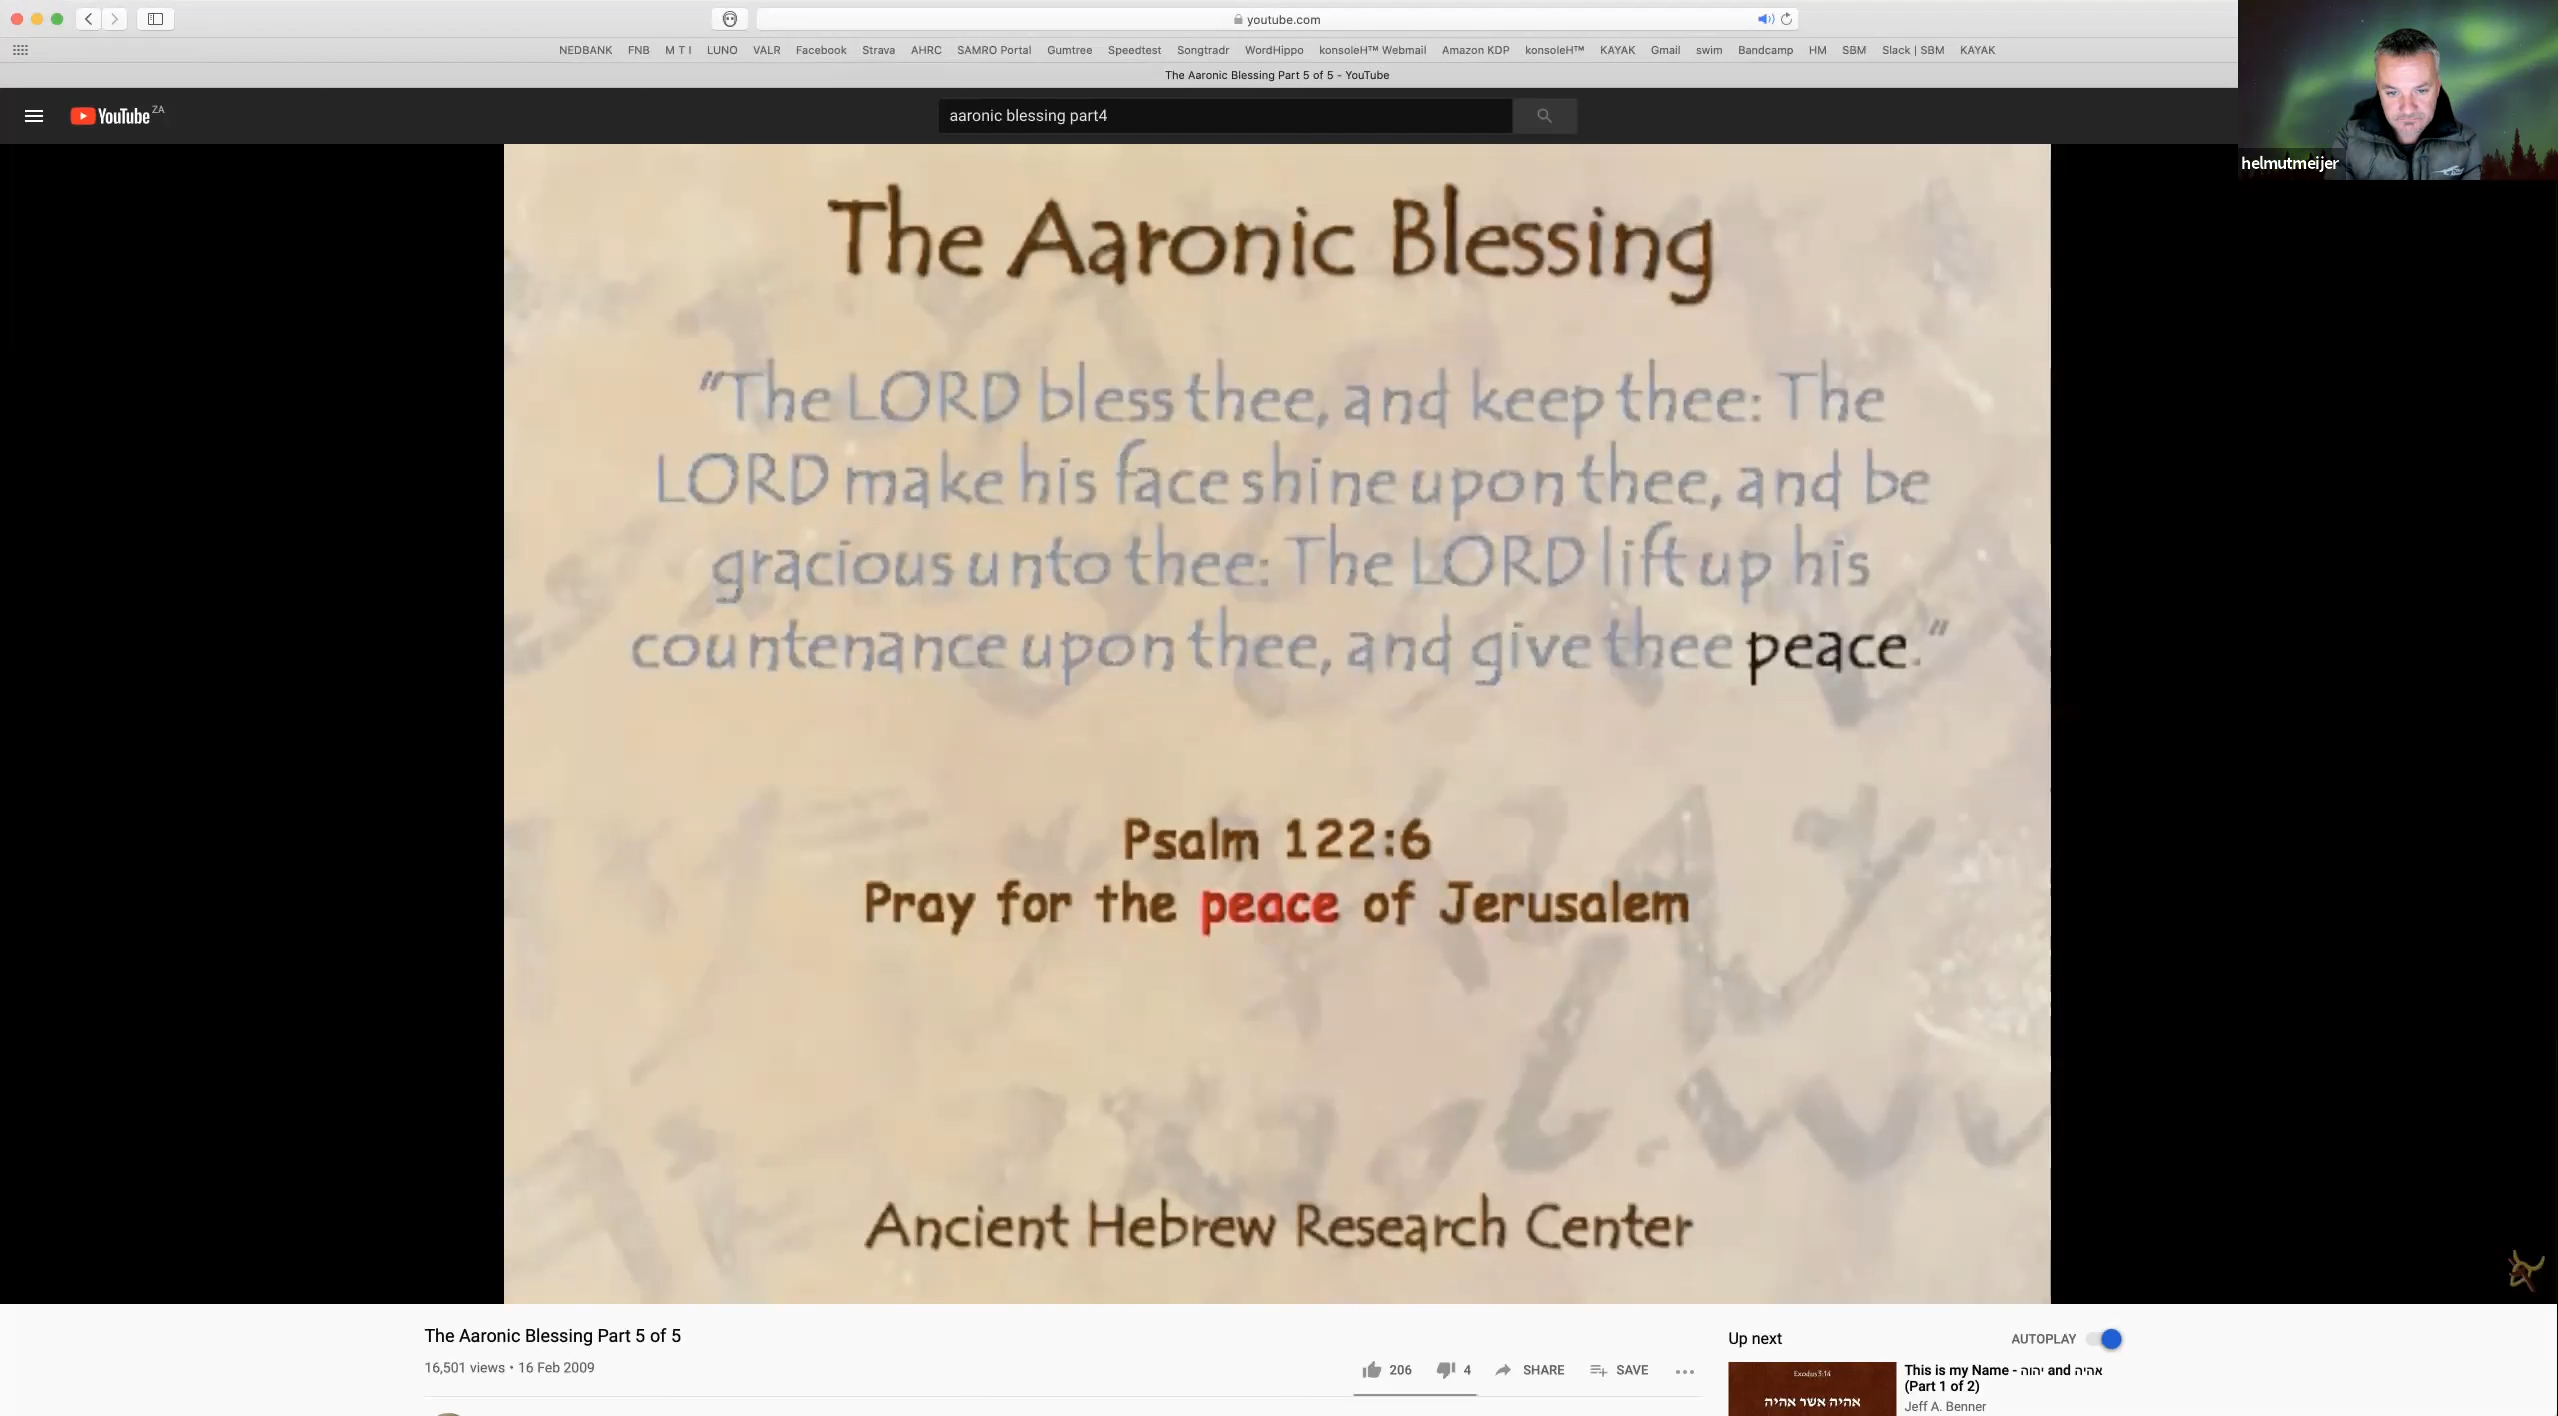 youtube.com
NEDBANK FNB M T I LUNO VALR Facebook Strava AHRC SAMRO Portal Gumtree Speedtest Songtradr WordHippo konsoleH™ Webmail Amazon KDP konsoleH™ KAYAK Gmail swim Bandcamp HM SBM Slack | SBM KAYAK
The Aaronic Blessing Part 5 of 5 - YouTube
YouTube ZA
aaronic blessing part4
helmutmeijer
The Aaronic Blessing
“The LORD bless thee, and keep thee: The
LORD make his face shine upon thee, and be
gracious unto thee: The LORD lift up his
countenance upon thee, and give thee peace.”
Psalm 122:6
Pray for the peace of Jerusalem
Ancient Hebrew Research Center
The Aaronic Blessing Part 5 of 5
16,501 views • 16 Feb 2009
206 4 SHARE SAVE
Up next
AUTOPLAY
Exodus 3:14
אהיה אשר אהיה
This is my Name - יהוה and אהיה
(Part 1 of 2)
Jeff A. Benner